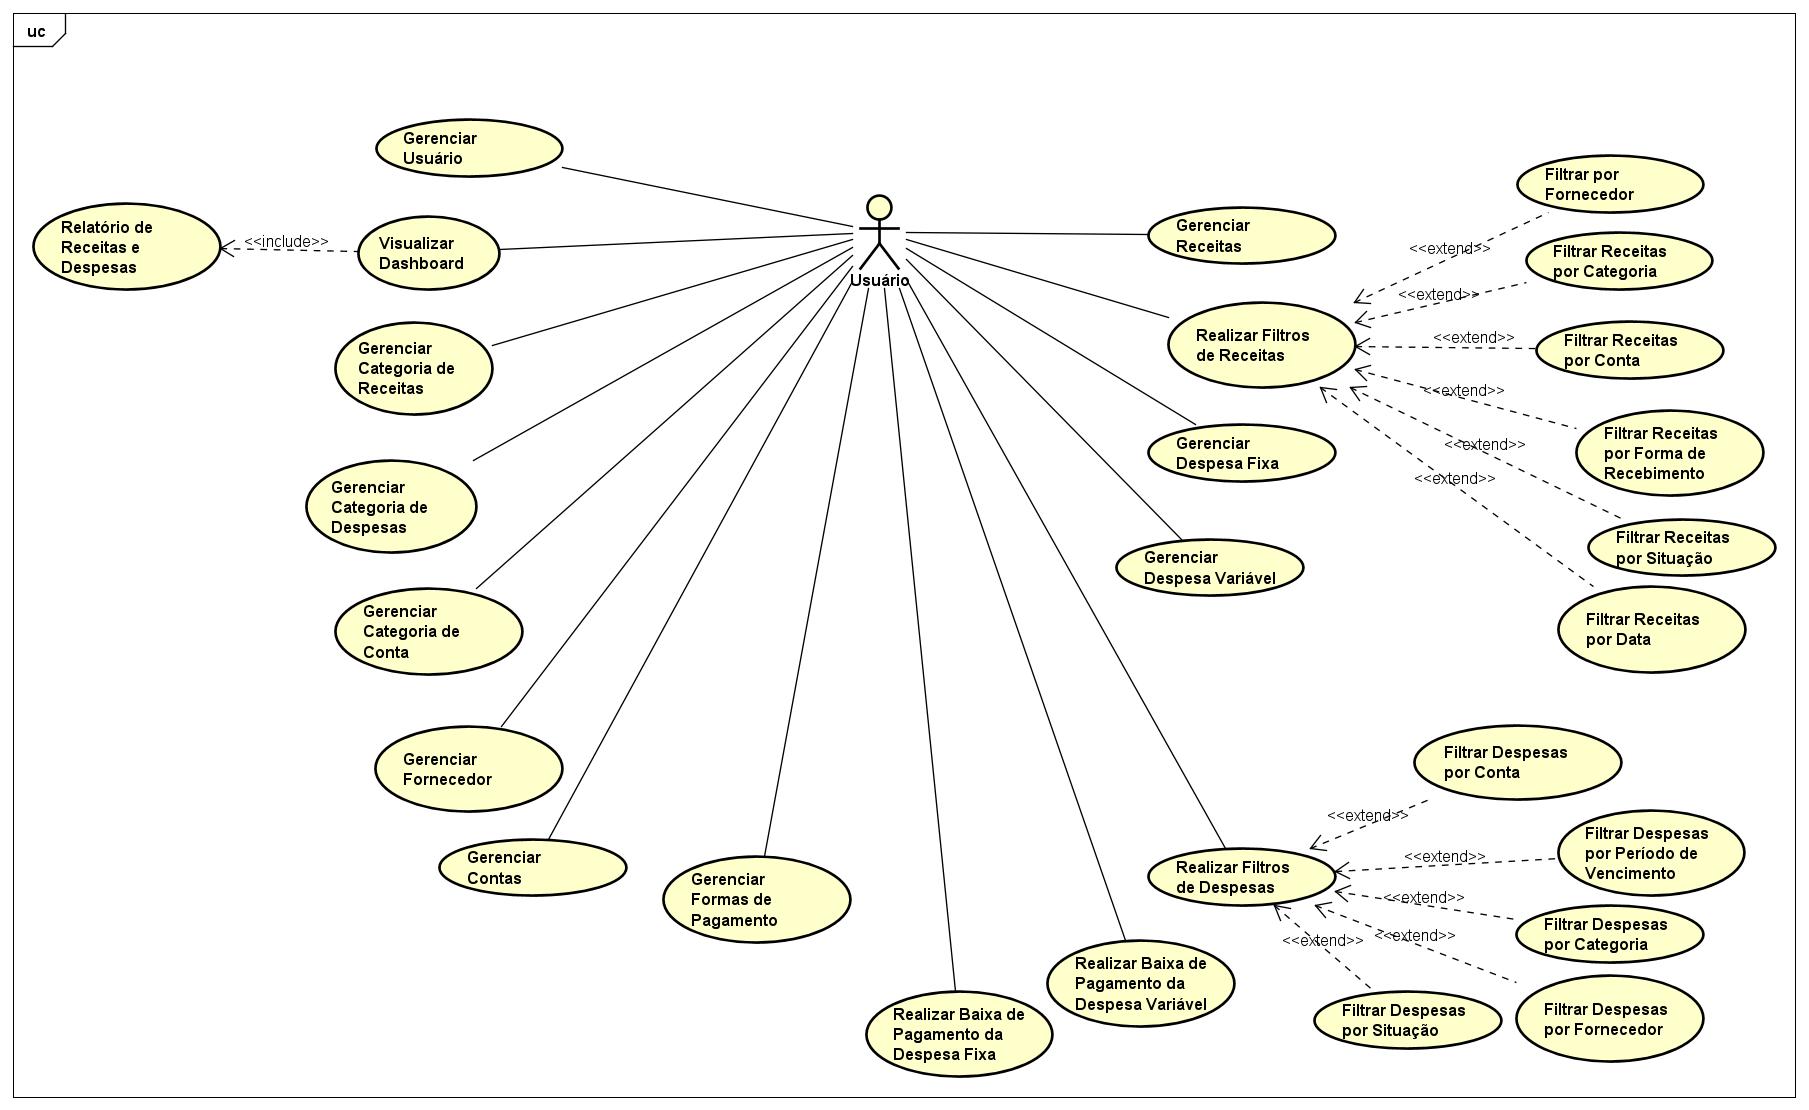 uc
Gerenciar
Usuário
Relatório de
Receitas e
Despesas
<<include>>
Visualizar
Dashboard
Gerenciar
Categoria de
Receitas
Gerenciar
Categoria de
Despesas
Gerenciar
Categoria de
Conta
Gerenciar
Fornecedor
Gerenciar
Contas
Gerenciar
Formas de
Pagamento
Usuário
Realizar Baixa de
Pagamento da
Despesa Fixa
Realizar Baixa de
Pagamento da
Despesa Variável
Gerenciar
Receitas
Realizar Filtros
de Receitas
Gerenciar
Despesa Fixa
Gerenciar
Despesa Variável
<<extend>>
<<extend>>
<<extend>>
<<extend>>
<<extend>>
<<extend>>
Filtrar por
Fornecedor
Filtrar Receitas
por Categoria
Filtrar Receitas
por Conta
Filtrar Receitas
por Forma de
Recebimento
Filtrar Receitas
por Situação
Filtrar Receitas
por Data
Realizar Filtros
de Despesas
<<extend>>
<<extend>>
<<extend>>
<<extend>>
<<extend>>
Filtrar Despesas
por Conta
Filtrar Despesas
por Período de
Vencimento
Filtrar Despesas
por Categoria
Filtrar Despesas
por Fornecedor
Filtrar Despesas
por Situação